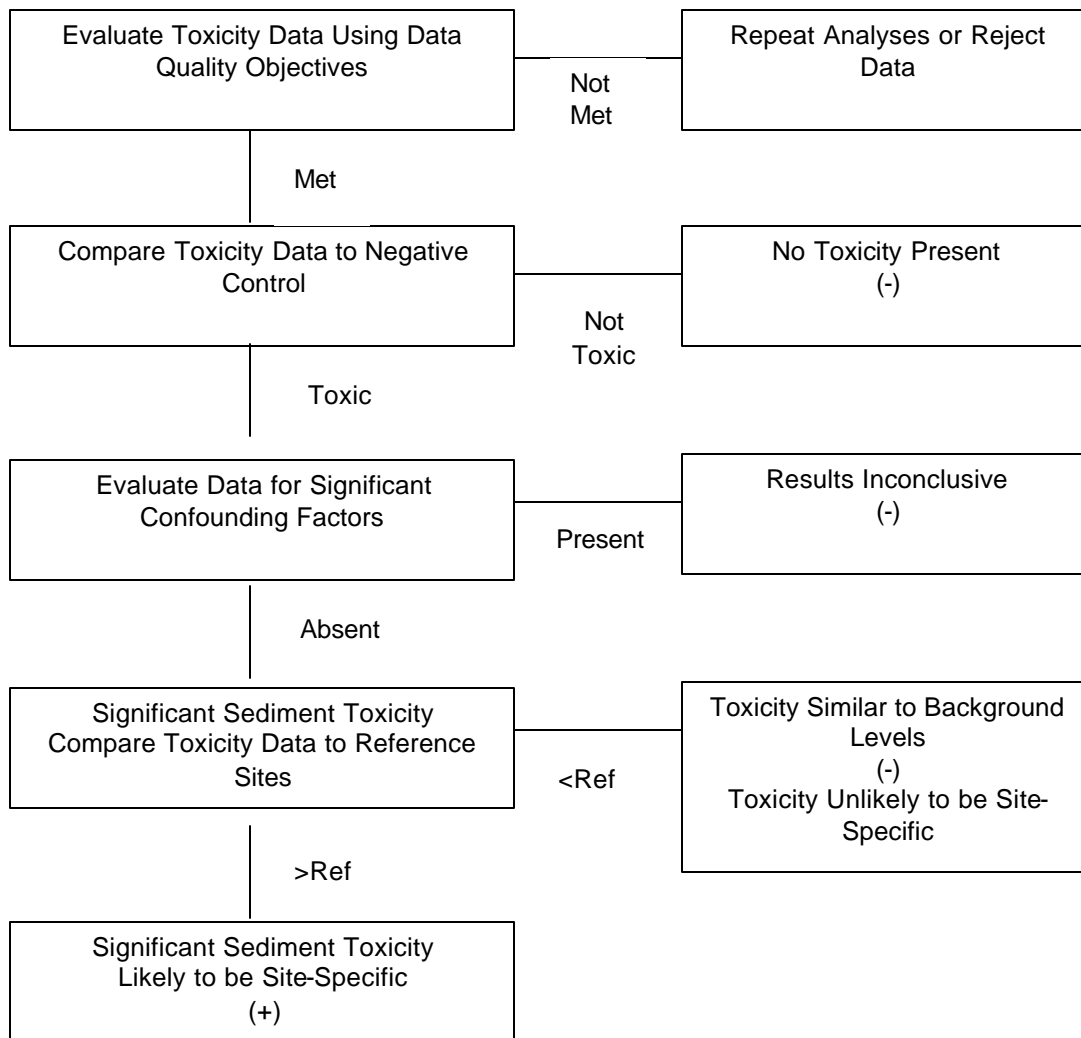 Evaluate Toxicity Data Using Data
Quality Objectives
Not
Met
Repeat Analyses or Reject
Data
Met
Compare Toxicity Data to Negative
Control
Not
Toxic
No Toxicity Present
(-)
Toxic
Evaluate Data for Significant
Confounding Factors
Present
Results Inconclusive
(-)
Absent
Significant Sediment Toxicity
Compare Toxicity Data to Reference
Sites
<Ref
Toxicity Similar to Background
Levels
(-)
Toxicity Unlikely to be Site-
Specific
>Ref
Significant Sediment Toxicity
Likely to be Site-Specific
(+)